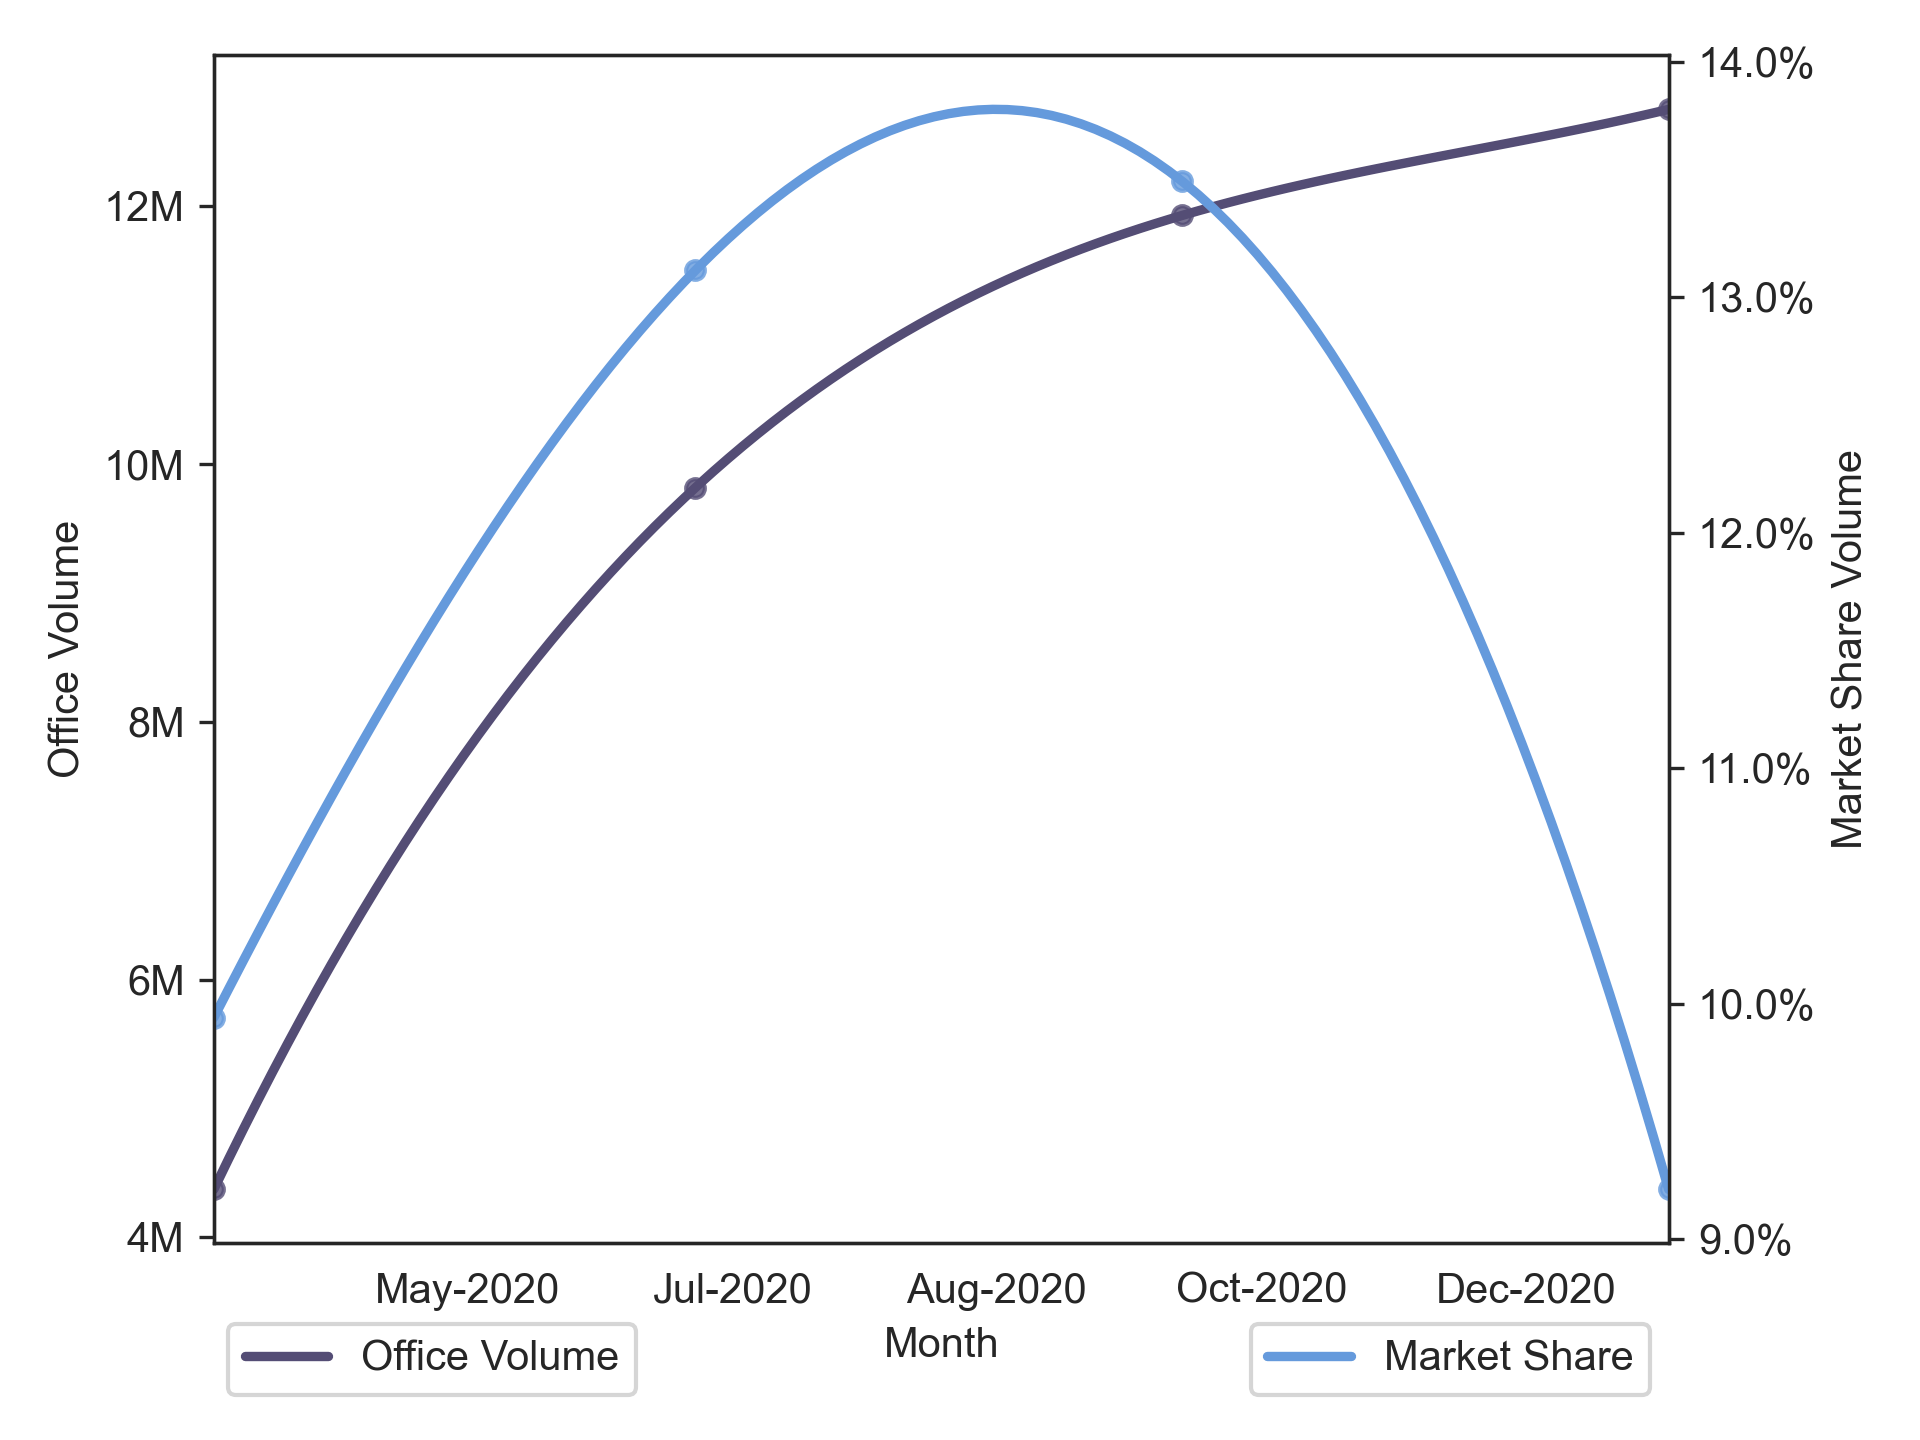 14.0%
12M
13.0%
10M
12.0%
Office Volume
Market Share Volume
8M
11.0%
6M
10.0%
4M
9.0%
May-2020
Jul-2020
Aug-2020
Oct-2020
Dec-2020
Month
Office Volume
Market Share